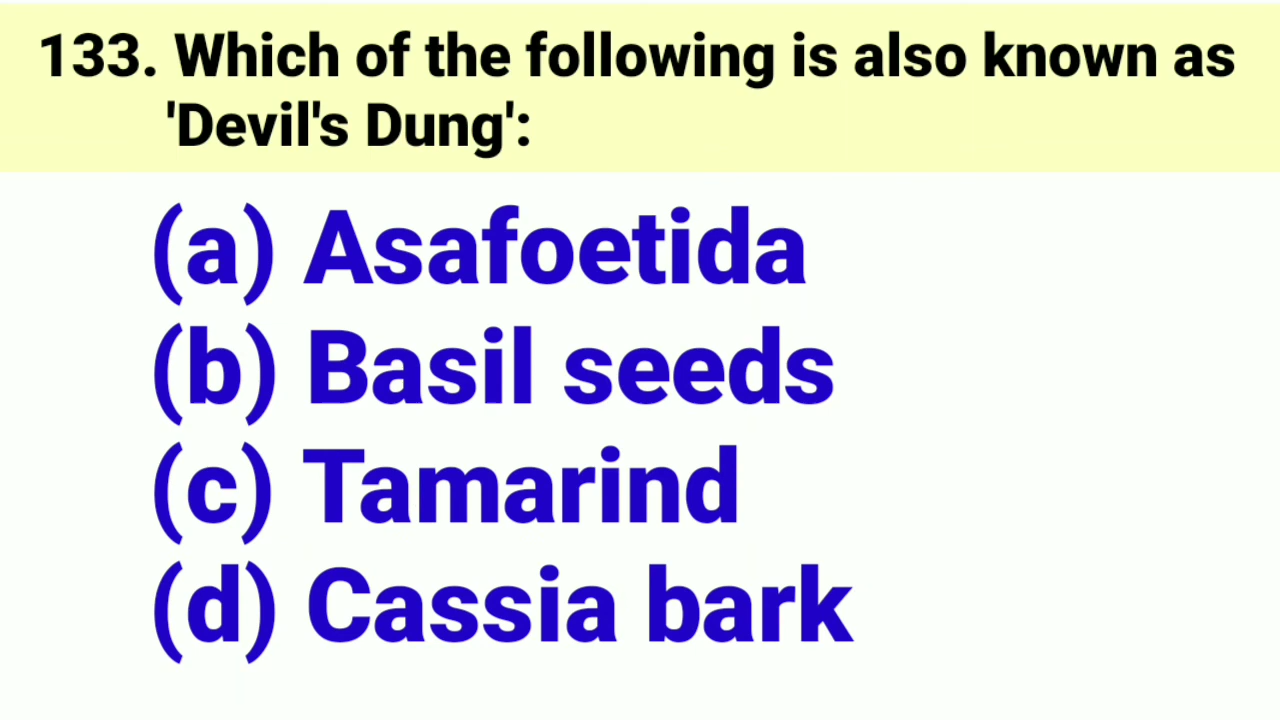 133. Which of the following is also known as
'Devil's Dung':
(a) Asafoetida
(b) Basil seeds
(c) Tamarind
(d) Cassia bark